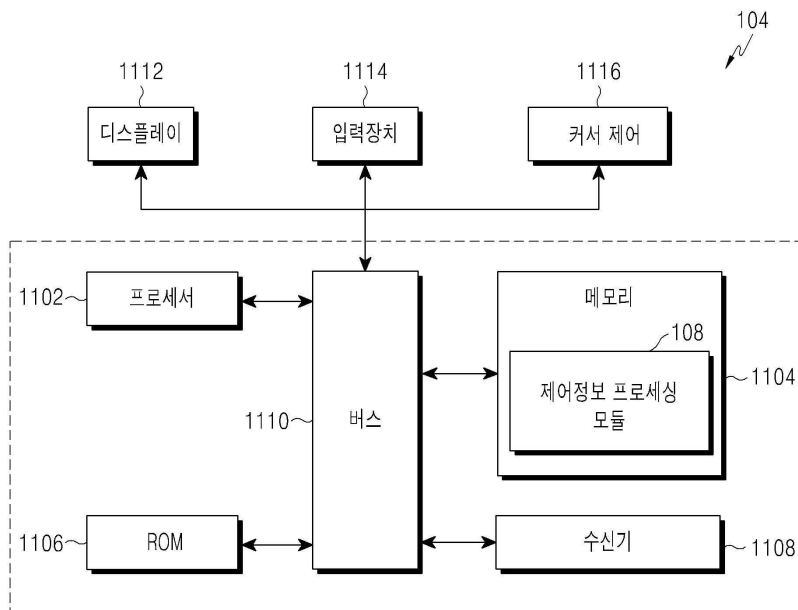 104
1112
1114
1116
디스플레이
입력장치
커서 제어
1102
프로세서
메모리
108
제어정보 프로세싱
모듈
1104
1110
버스
1106
ROM
수신기
1108